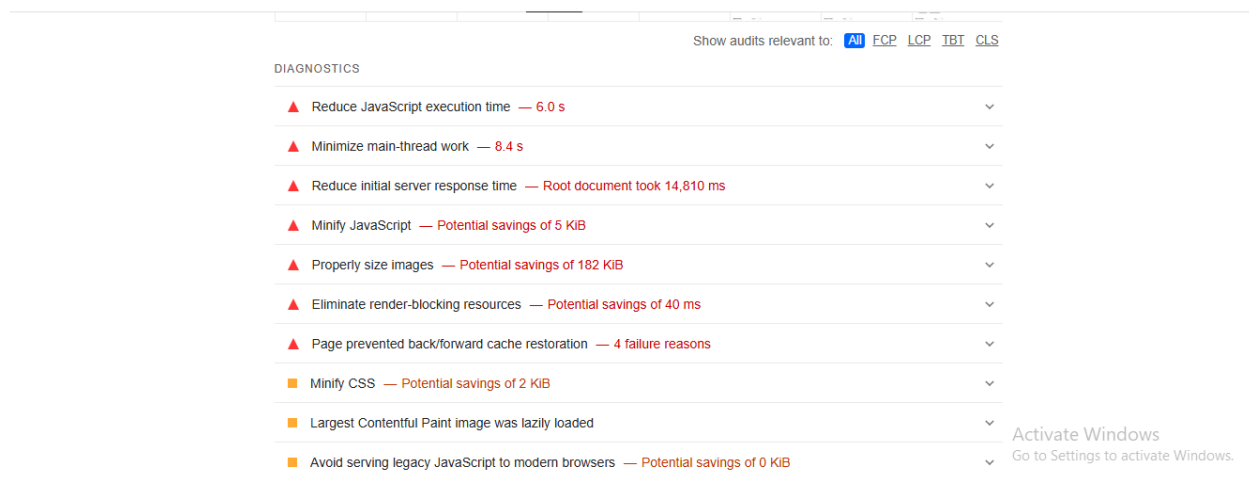 Show audits relevant to: All FCP LCP TBT CLS
DIAGNOSTICS
Reduce JavaScript execution time — 6.0 s
Minimize main-thread work — 8.4 s
Reduce initial server response time — Root document took 14,810 ms
Minify JavaScript — Potential savings of 5 KiB
Properly size images — Potential savings of 182 KiB
Eliminate render-blocking resources — Potential savings of 40 ms
Page prevented back/forward cache restoration — 4 failure reasons
Minify CSS — Potential savings of 2 KiB
Largest Contentful Paint image was lazily loaded
Avoid serving legacy JavaScript to modern browsers — Potential savings of 0 KiB
Activate Windows
Go to Settings to activate Windows.